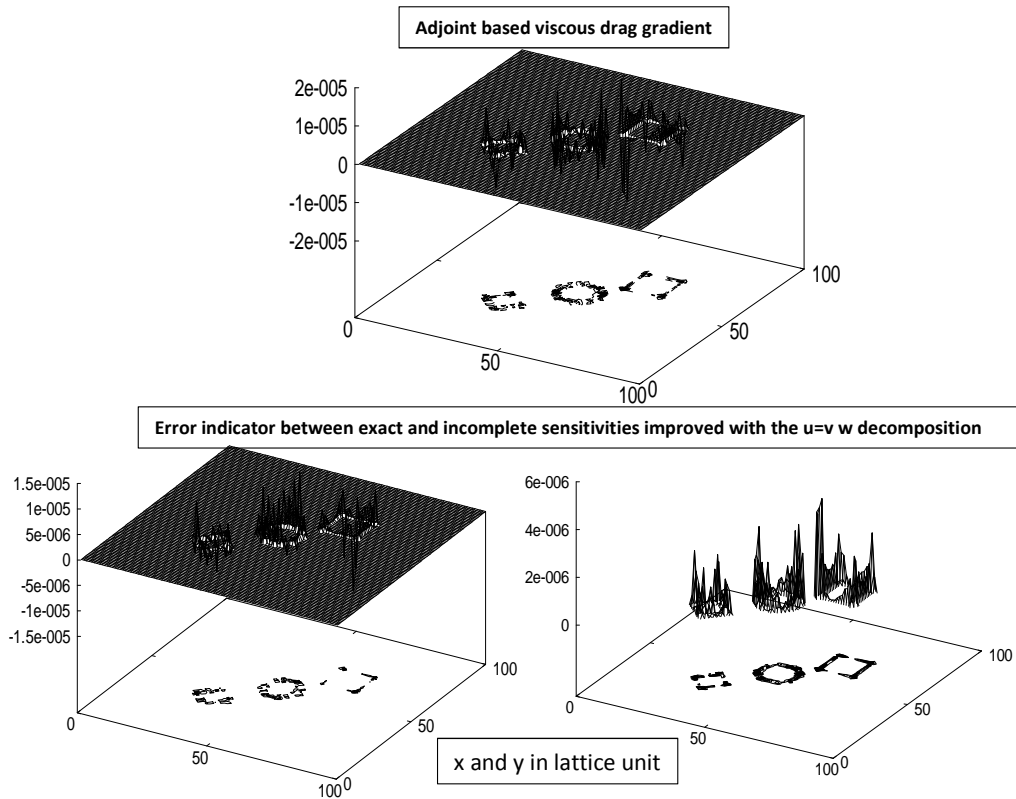 Adjoint based viscous drag gradient
2e-005
1e-005
0
-1e-005
-2e-005
0
50
100
0
50
100
Error indicator between exact and incomplete sensitivities improved with the u=v w decomposition
1.5e-005
1e-005
5e-006
0
-5e-006
-1e-005
-1.5e-005
0
50
100
0
50
100
6e-006
4e-006
2e-006
0
0
50
100
0
50
100
x and y in lattice unit